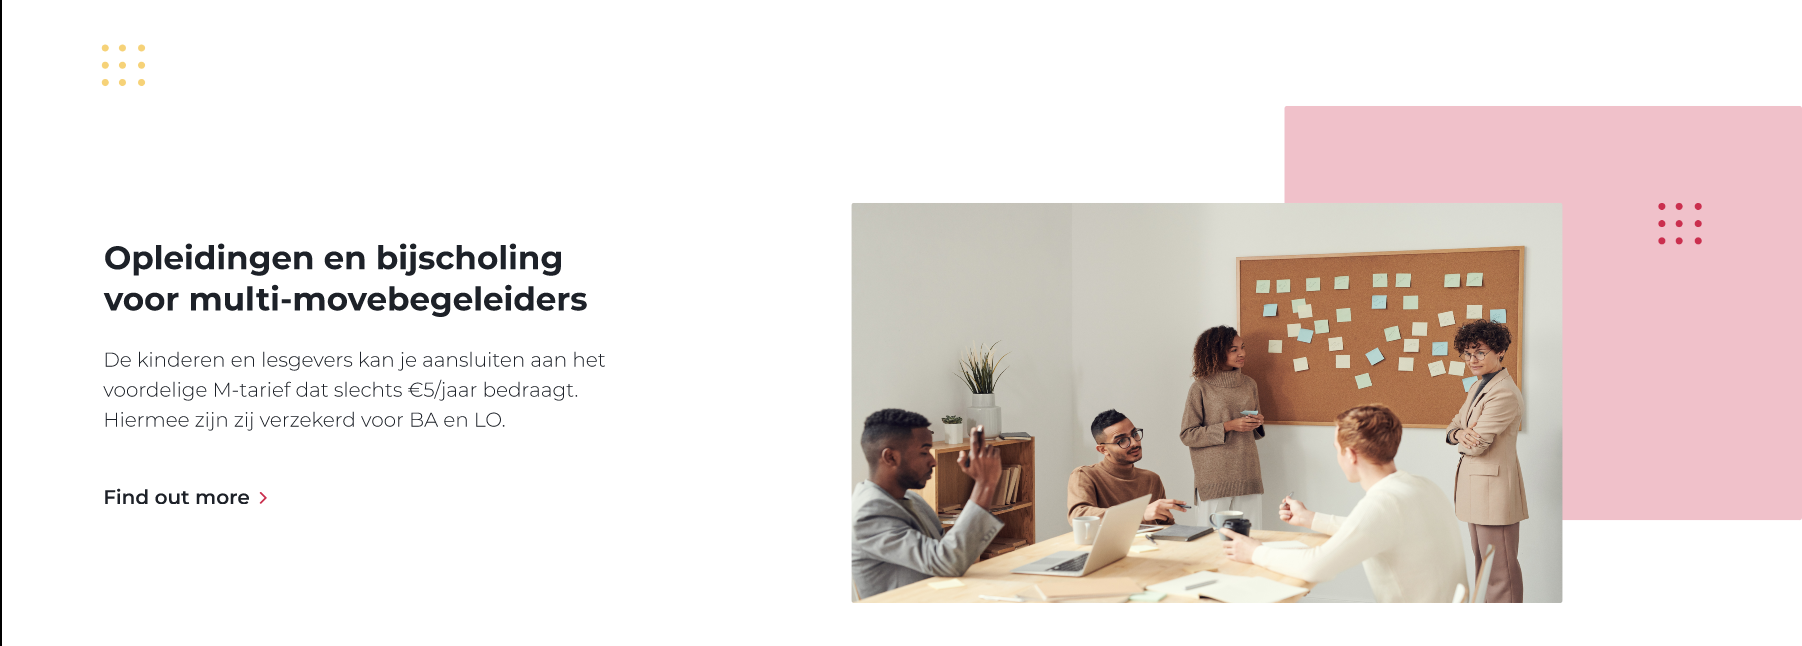 Opleidingen en bijscholing
voor multi-movebegeleiders
De kinderen en lesgevers kan je aansluiten aan het
voordelige M-tarief dat slechts €5/jaar bedraagt.
Hiermee zijn zij verzekerd voor BA en LO.
Find out more